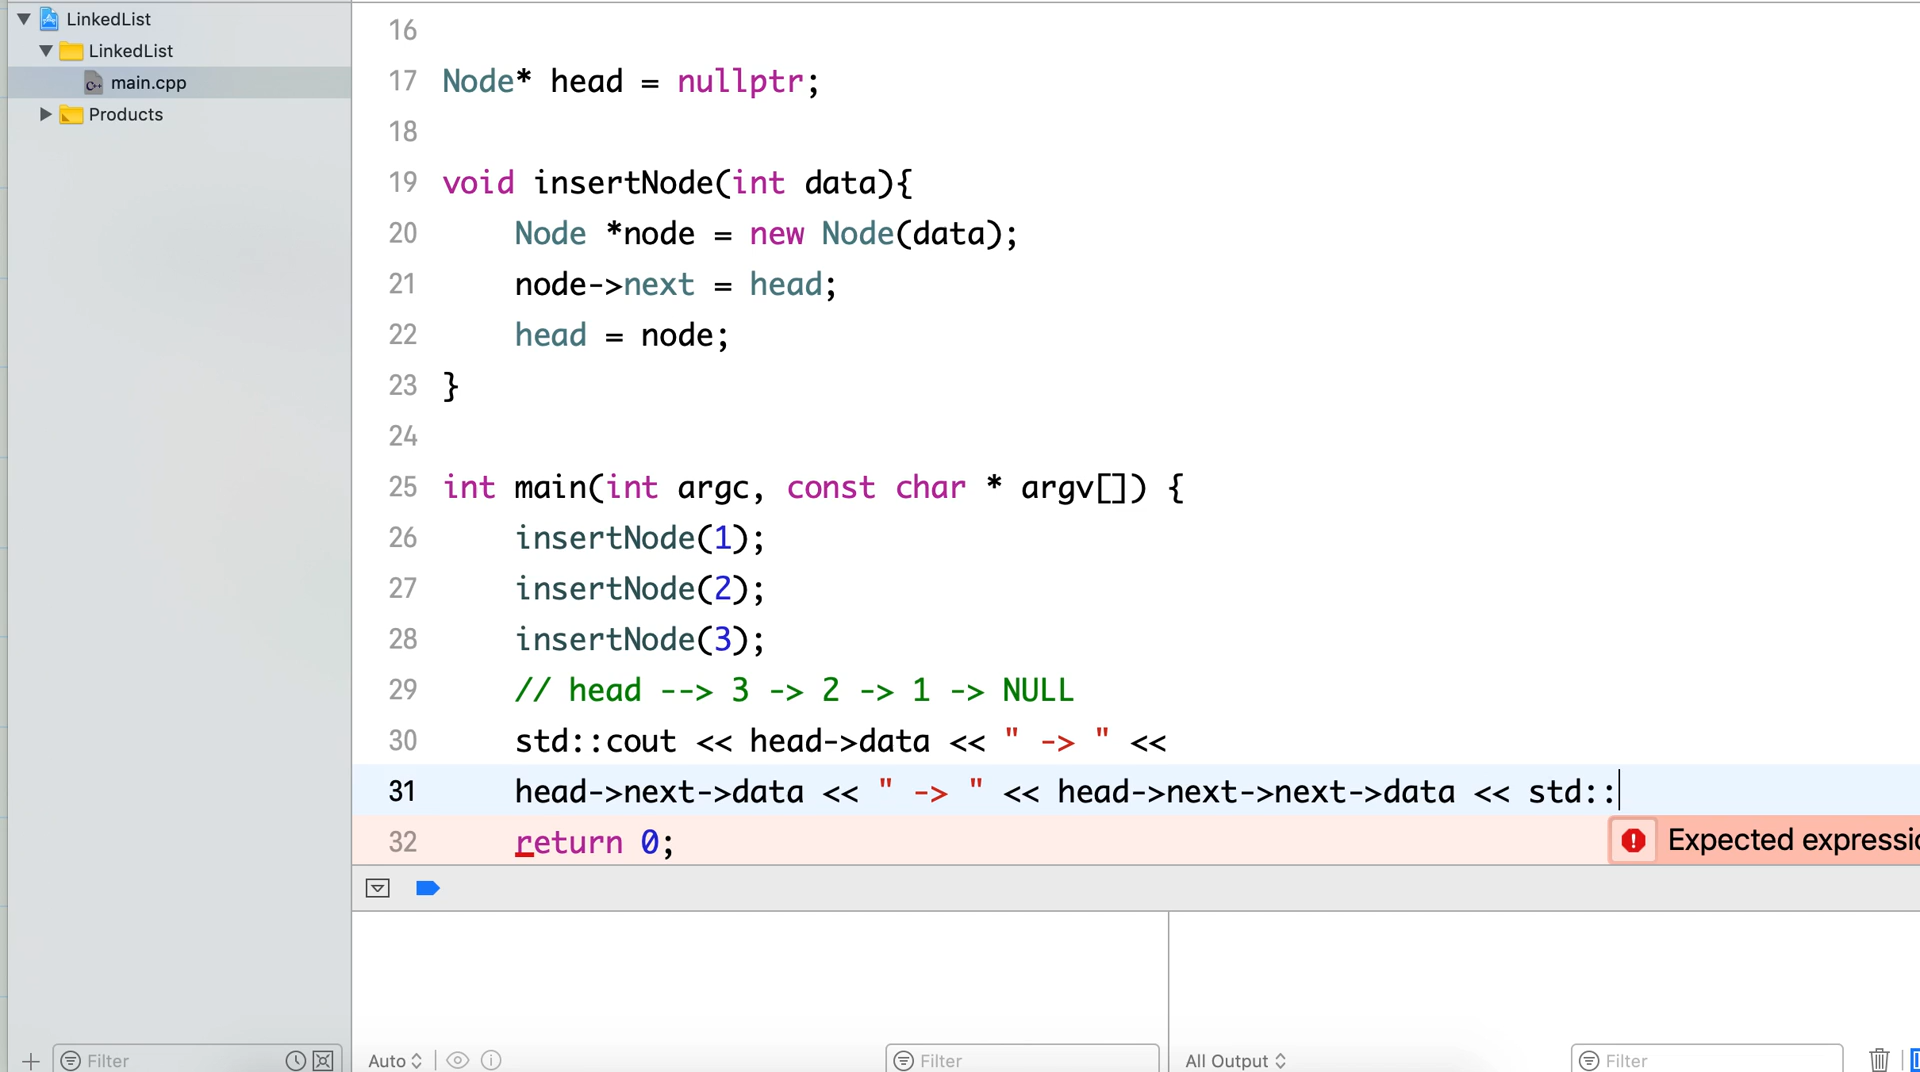 LinkedList
LinkedList
main.cpp
Products
16
17 Node* head = nullptr;
18
19 void insertNode(int data){
20 Node *node = new Node(data);
21 node->next = head;
22 head = node;
23 }
24
25 int main(int argc, const char * argv[]) {
26 insertNode(1);
27 insertNode(2);
28 insertNode(3);
29 // head --> 3 -> 2 -> 1 -> NULL
30 std::cout << head->data << " -> " <<
31 head->next->data << " -> " << head->next->next->data << std::
32 return 0;
Expected
Filter
Auto
Filter
All Output
Filter